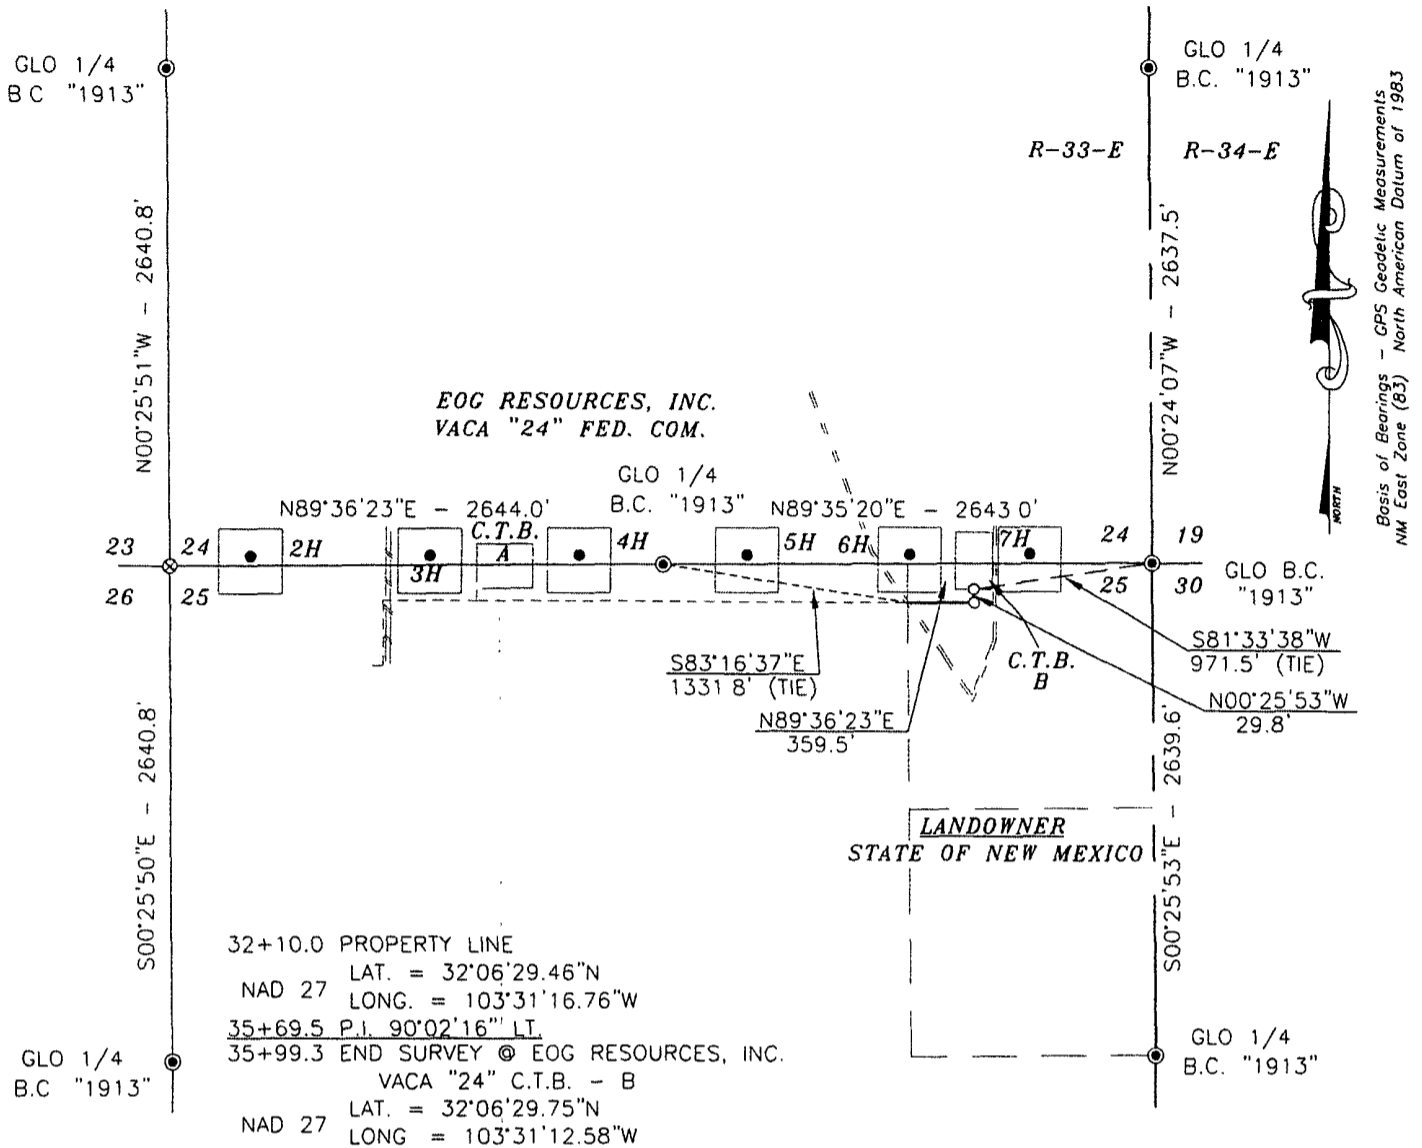 GLO 1/4
B C "1913"
GLO 1/4
B.C. "1913"
R-33-E
R-34-E
N00°25'51"W - 2640.8'
N00°24'07"W - 2637.5'
NORTH
Basis of Bearings - GPS Geodetic Measurements
NM East Zone (83) North American Datum of 1983
EOG RESOURCES, INC.
VACA "24" FED. COM.
GLO 1/4
B.C. "1913"
N89°36'23"E - 2644.0'
N89°35'20"E - 2643 0'
23
24
2H
3H
C.T.B.
A
4H
5H
6H
7H
24
19
26
25
25
30
GLO B.C.
"1913"
S83°16'37"E
1331 8' (TIE)
N89°36'23"E
359.5'
C.T.B.
B
S81°33'38"W
971.5' (TIE)
N00°25'53"W
29.8'
S00°25'50"E - 2640.8'
S00°25'53"E - 2639.6'
LANDOWNER
STATE OF NEW MEXICO
32+10.0 PROPERTY LINE
LAT. = 32°06'29.46"N
NAD 27
LONG. = 103°31'16.76"W
35+69.5 P.I. 90°02'16" LT.
35+99.3 END SURVEY @ EOG RESOURCES, INC.
VACA "24" C.T.B. - B
LAT. = 32°06'29.75"N
NAD 27
LONG = 103°31'12.58"W
GLO 1/4
B.C "1913"
GLO 1/4
B.C. "1913"